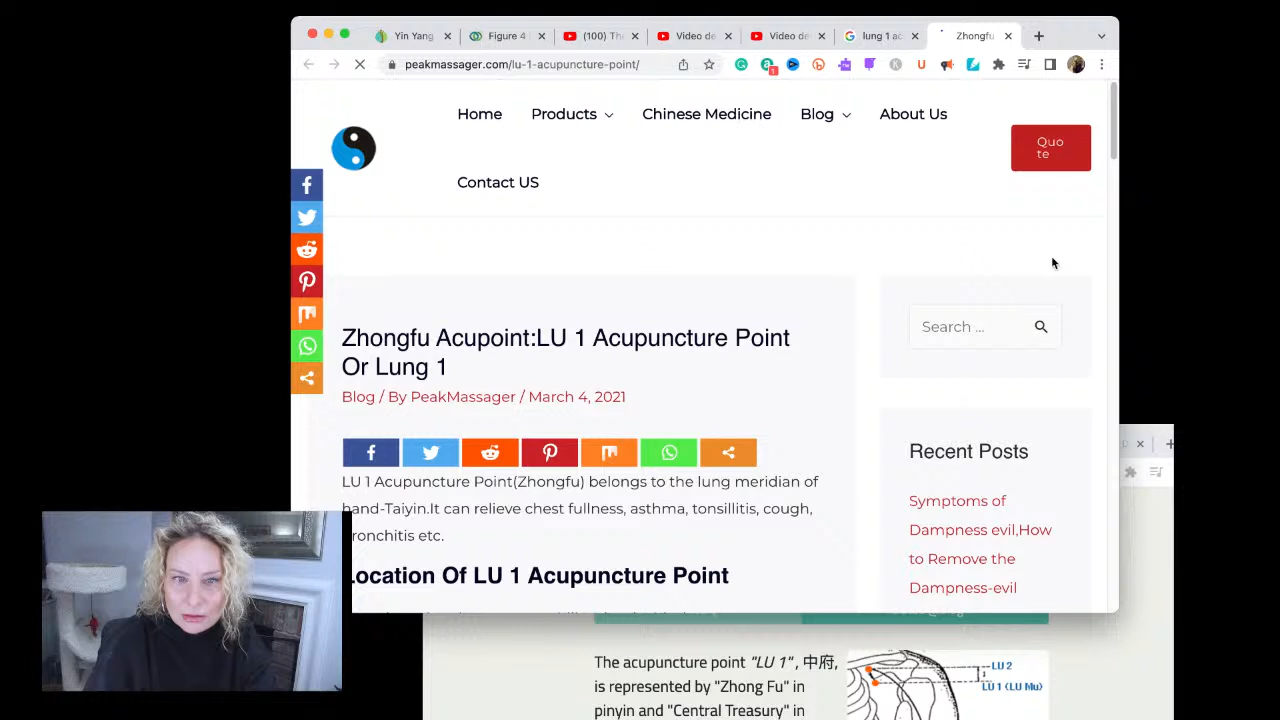 Yin Yang
Figure 4
(100) The
Video de
Video de
lung 1 ac
Zhongfu
peakmassager.com/lu-1-acupuncture-point/
Home Products Chinese Medicine Blog About Us
Contact US
Quo
te
Search ...
Zhongfu Acupoint:LU 1 Acupuncture Point
Or Lung 1
Blog / By PeakMassager / March 4, 2021
LU 1 Acupuncture Point(Zhongfu) belongs to the lung meridian of
hand-Taiyin.It can relieve chest fullness, asthma, tonsillitis, cough,
ronchitis etc.
Location Of LU 1 Acupuncture Point
Recent Posts
Symptoms of
Dampness evil,How
to Remove the
Dampness-evil
The acupuncture point "LU 1" , 中府,
is represented by "Zhong Fu" in
pinyin and "Central Treasury" in
LU 2
LU 1 (LU Mu)